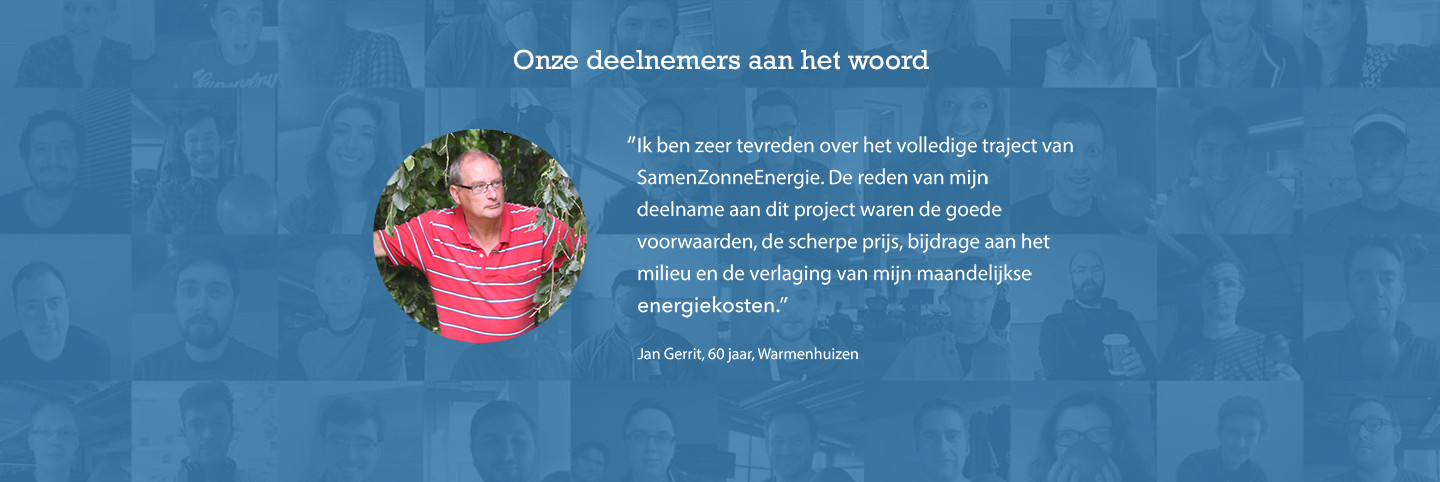 Onze deelnemers aan het woord
"Ik ben zeer tevreden over het volledige traject van
SamenZonneEnergie. De reden van mijn
deelname aan dit project waren de goede
voorwaarden, de scherpe prijs, bijdrage aan het
milieu en de verlaging van mijn maandelijkse
energiekosten."
Jan Gerrit, 60 jaar, Warmenhuizen